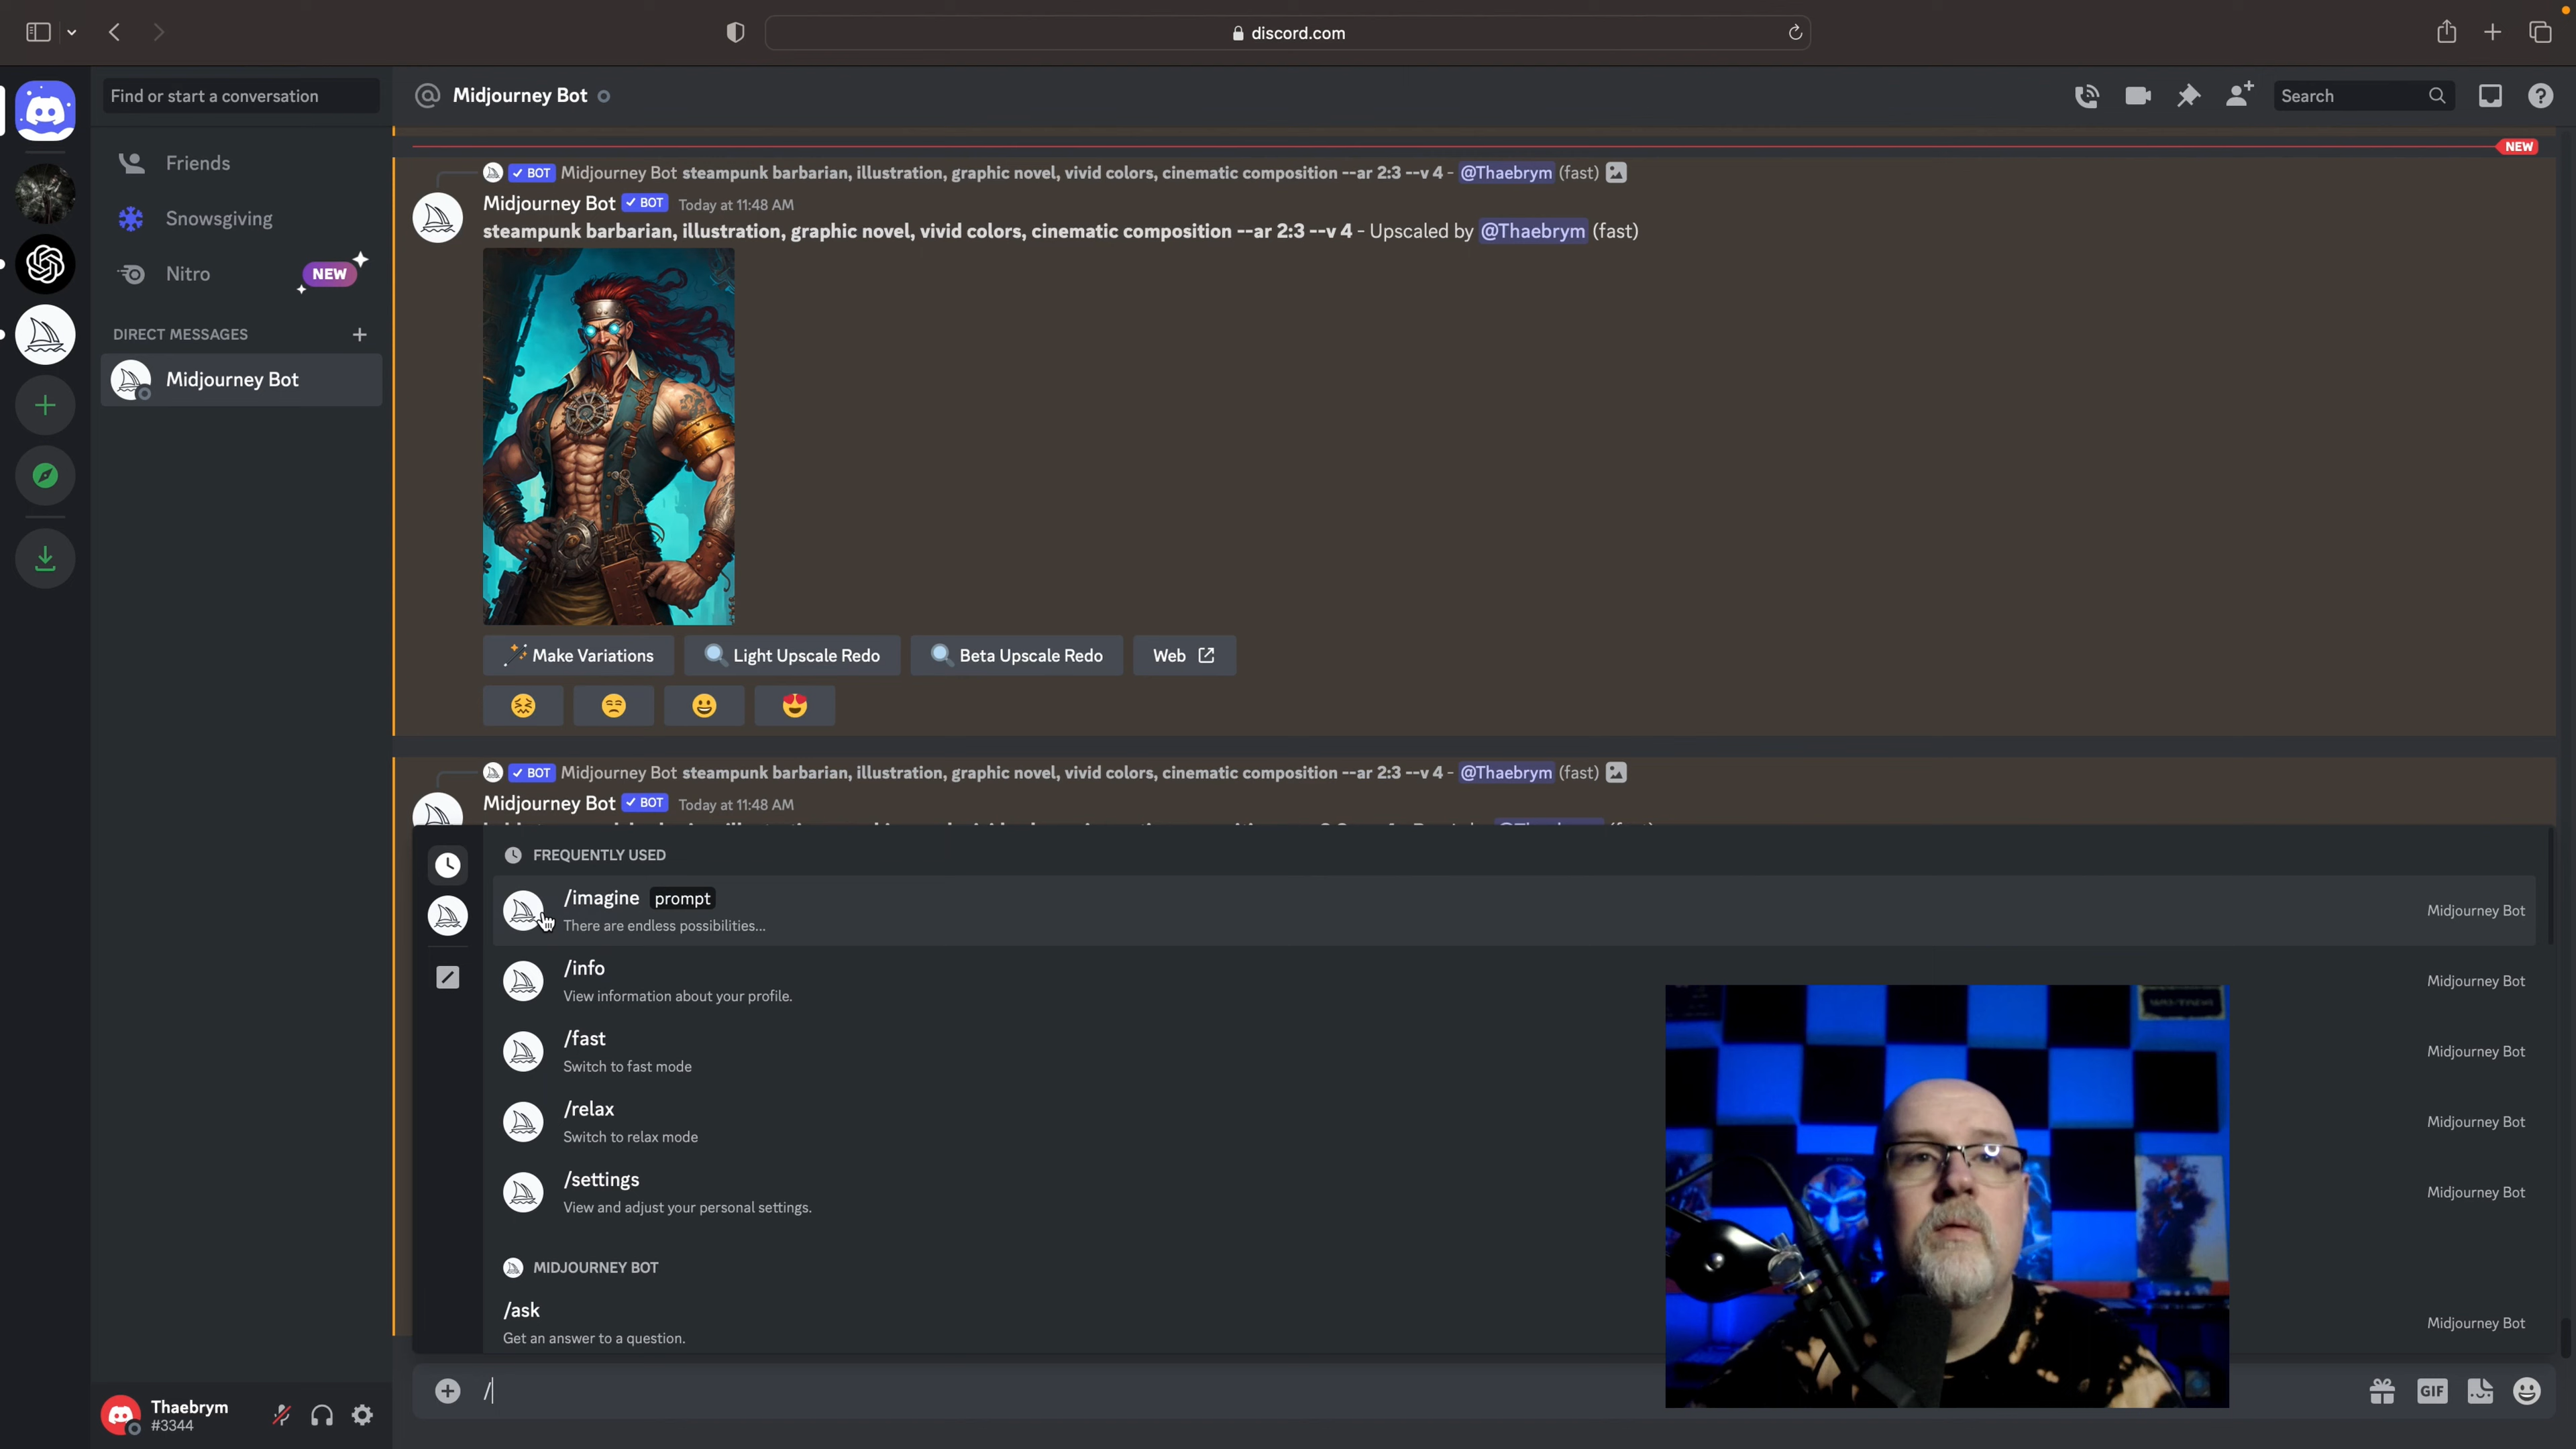 discord.com
Find or start a conversation
Midjourney Bot
Search
Friends
Snowsgiving
Nitro NEW
DIRECT MESSAGES
Midjourney Bot
NEW
BOT Midjourney Bot steampunk barbarian, illustration, graphic novel, vivid colors, cinematic composition --ar 2:3 --v 4 - @Thaebrym (fast)
Midjourney Bot BOT Today at 11:48 AM
steampunk barbarian, illustration, graphic novel, vivid colors, cinematic composition --ar 2:3 --v 4 - Upscaled by @Thaebrym (fast)
Make Variations Light Upscale Redo Beta Upscale Redo Web
BOT Midjourney Bot steampunk barbarian, illustration, graphic novel, vivid colors, cinematic composition --ar 2:3 --v 4 - @Thaebrym (fast)
Midjourney Bot BOT Today at 11:48 AM
FREQUENTLY USED
/imagine prompt
There are endless possibilities...
Midjourney Bot
/info
View information about your profile.
Midjourney Bot
/fast
Switch to fast mode
Midjourney Bot
/relax
Switch to relax mode
Midjourney Bot
/settings
View and adjust your personal settings.
Midjourney Bot
MIDJOURNEY BOT
/ask
Get an answer to a question.
Midjourney Bot
/
GIF
Thaebrym
#3344